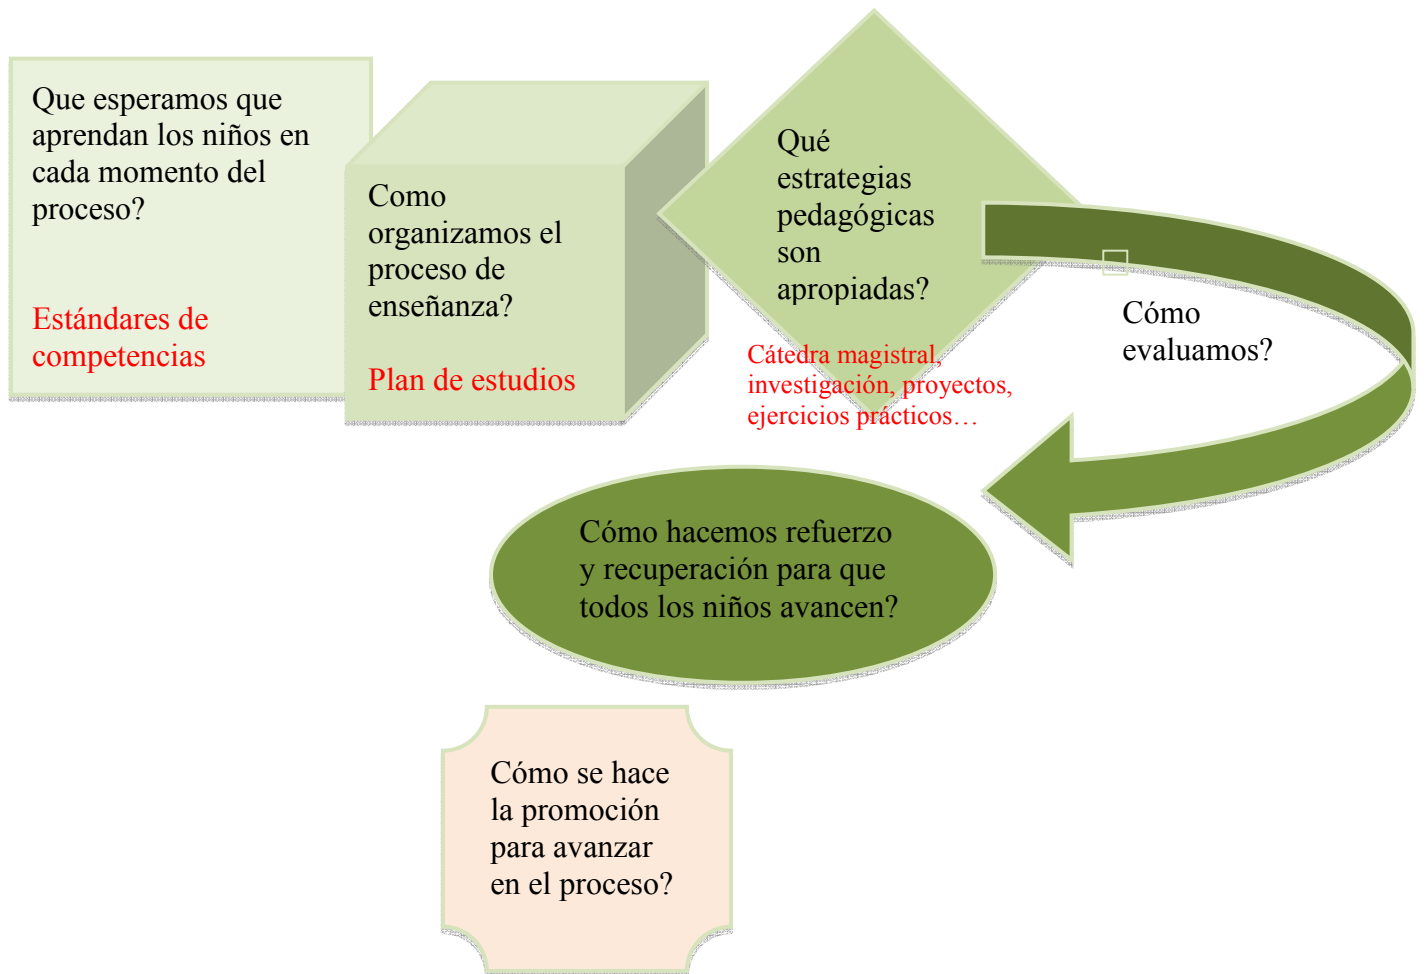 Que esperamos que
aprendan los niños en
cada momento del
proceso?
Estándares de
competencias
Como
organizamos el
proceso de
enseñanza?
Plan de estudios
Qué
estrategias
pedagógicas
son
apropiadas?
Cátedra magistral,
investigación, proyectos,
ejercicios prácticos…
Cómo
evaluamos?
Cómo hacemos refuerzo
y recuperación para que
todos los niños avancen?
Cómo se hace
la promoción
para avanzar
en el proceso?